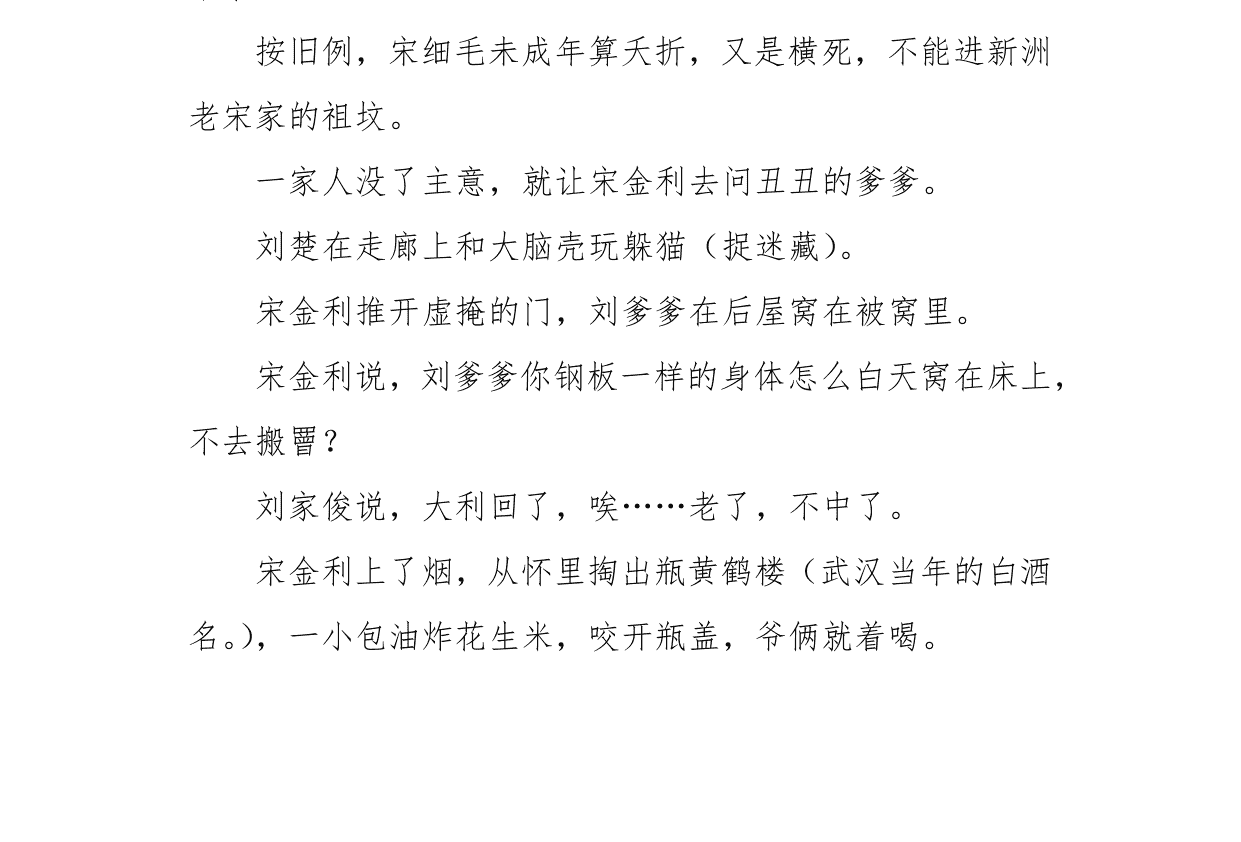 按旧例，宋细毛未成年算夭折，又是横死，不能进新洲
老宋家的祖坟。
一家人没了主意，就让宋金利去问丑丑的爹爹。
刘楚在走廊上和大脑壳玩躲猫（捉迷藏）。
宋金利推开虚掩的门，刘爹爹在后屋窝在被窝里。
宋金利说，刘爹爹你钢板一样的身体怎么白天窝在床上，
不去搬罾？
刘家俊说，大利回了，唉……老了，不中了。
宋金利上了烟，从怀里掏出瓶黄鹤楼（武汉当年的白酒
名。），一小包油炸花生米，咬开瓶盖，爷俩就着喝。